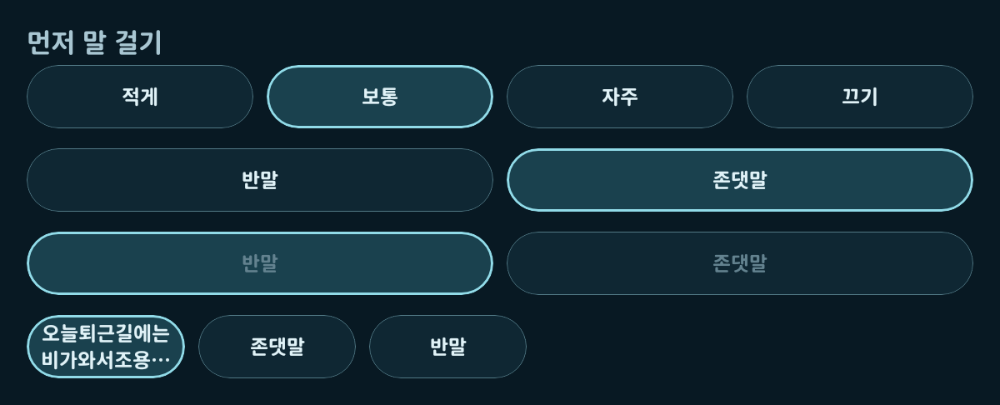 먼저 말 걸기
적게 보통 자주 끄기
반말 존댓말
반말 존댓말
오늘퇴근길에는
비가와서조용…
존댓말 반말